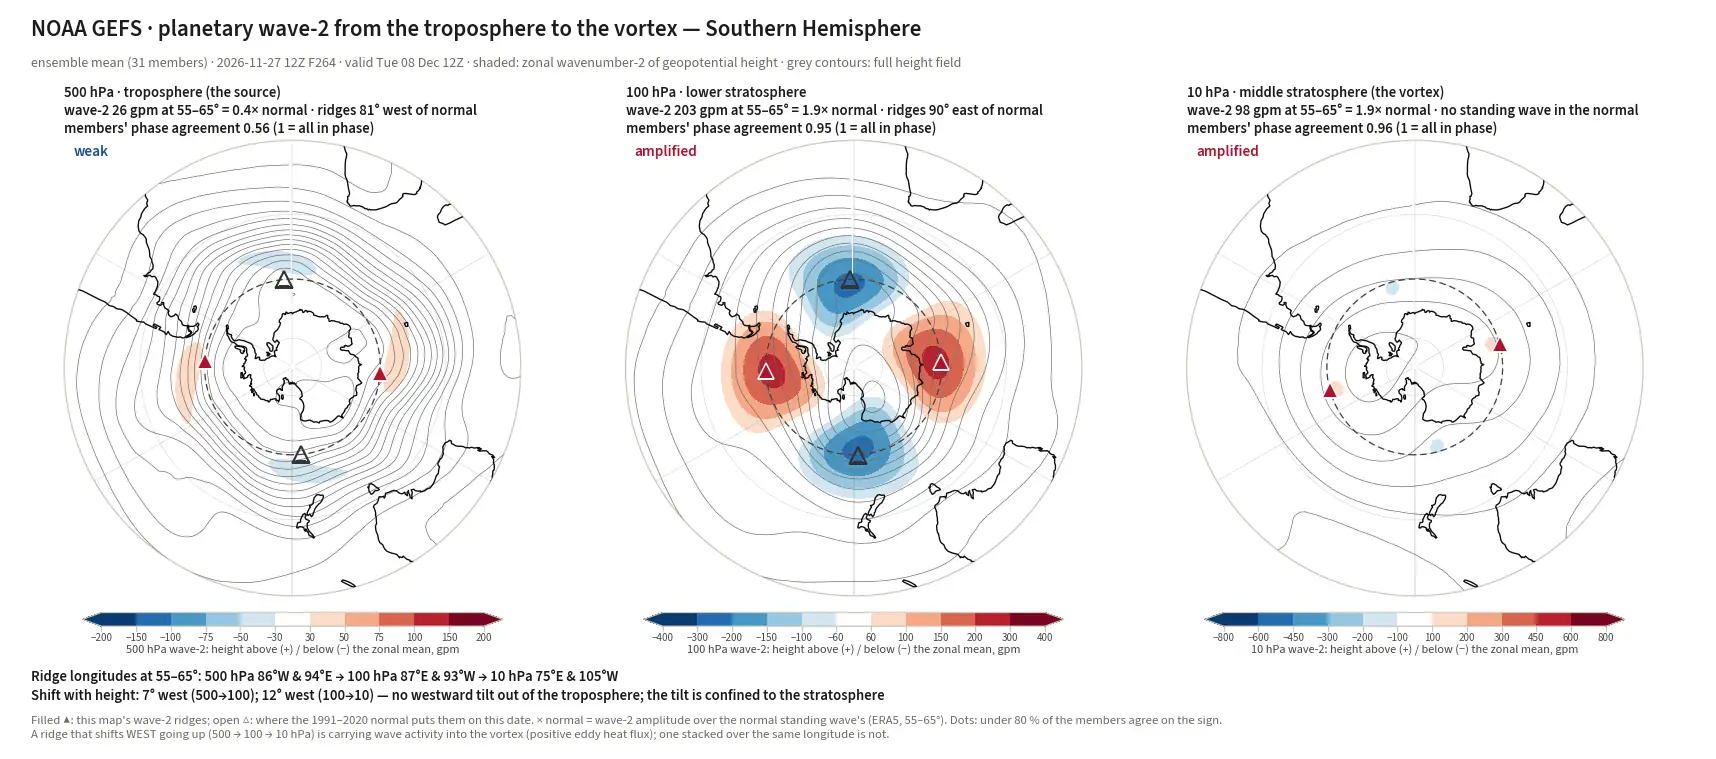 NOAA GEFS · planetary wave-2 from the troposphere to the vortex — Southern Hemisphere
ensemble mean (31 members) · 2026-11-27 12Z F264 · valid Tue 08 Dec 12Z · shaded: zonal wavenumber-2 of geopotential height · grey contours: full height field
500 hPa · troposphere (the source)
wave-2 26 gpm at 55–65° = 0.4× normal · ridges 81° west of normal
members' phase agreement 0.56 (1 = all in phase)
weak
100 hPa · lower stratosphere
wave-2 203 gpm at 55–65° = 1.9× normal · ridges 90° east of normal
members' phase agreement 0.95 (1 = all in phase)
amplified
10 hPa · middle stratosphere (the vortex)
wave-2 98 gpm at 55–65° = 1.9× normal · no standing wave in the normal
members' phase agreement 0.96 (1 = all in phase)
amplified
−200 −150 −100 −75 −50 −30 30 50 75 100 150 200
500 hPa wave-2: height above (+) / below (−) the zonal mean, gpm
−400 −300 −200 −150 −100 −60 60 100 150 200 300 400
100 hPa wave-2: height above (+) / below (−) the zonal mean, gpm
−800 −600 −450 −300 −200 −100 100 200 300 450 600 800
10 hPa wave-2: height above (+) / below (−) the zonal mean, gpm
Ridge longitudes at 55–65°: 500 hPa 86°W & 94°E → 100 hPa 87°E & 93°W → 10 hPa 75°E & 105°W
Shift with height: 7° west (500→100); 12° west (100→10) — no westward tilt out of the troposphere; the tilt is confined to the stratosphere
Filled ▲: this map's wave-2 ridges; open △: where the 1991–2020 normal puts them on this date. × normal = wave-2 amplitude over the normal standing wave's (ERA5, 55–65°). Dots: under 80 % of the members agree on the sign.
A ridge that shifts WEST going up (500 → 100 → 10 hPa) is carrying wave activity into the vortex (positive eddy heat flux); one stacked over the same longitude is not.